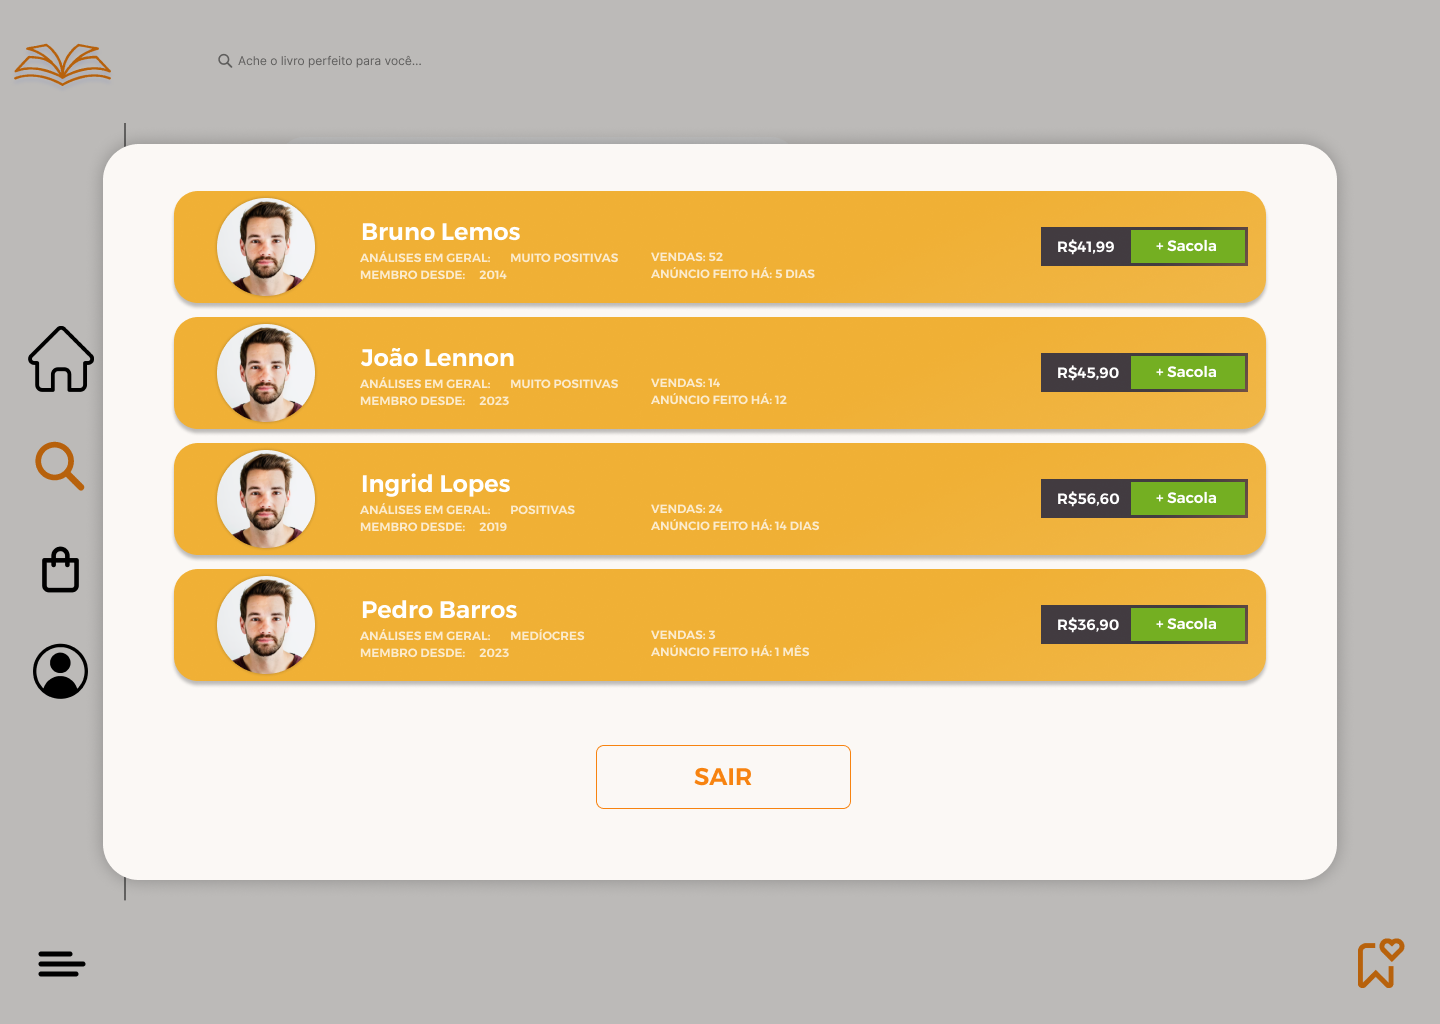 Ache o livro perfeito para você...
Bruno Lemos
ANÁLISES EM GERAL: MUITO POSITIVAS
MEMBRO DESDE: 2014
VENDAS: 52
ANÚNCIO FEITO HÁ: 5 DIAS
R$41,99
+ Sacola
João Lennon
ANÁLISES EM GERAL: MUITO POSITIVAS
MEMBRO DESDE: 2023
VENDAS: 14
ANÚNCIO FEITO HÁ: 12
R$45,90
+ Sacola
Ingrid Lopes
ANÁLISES EM GERAL: POSITIVAS
MEMBRO DESDE: 2019
VENDAS: 24
ANÚNCIO FEITO HÁ: 14 DIAS
R$56,60
+ Sacola
Pedro Barros
ANÁLISES EM GERAL: MEDÍOCRES
MEMBRO DESDE: 2023
VENDAS: 3
ANÚNCIO FEITO HÁ: 1 MÊS
R$36,90
+ Sacola
SAIR